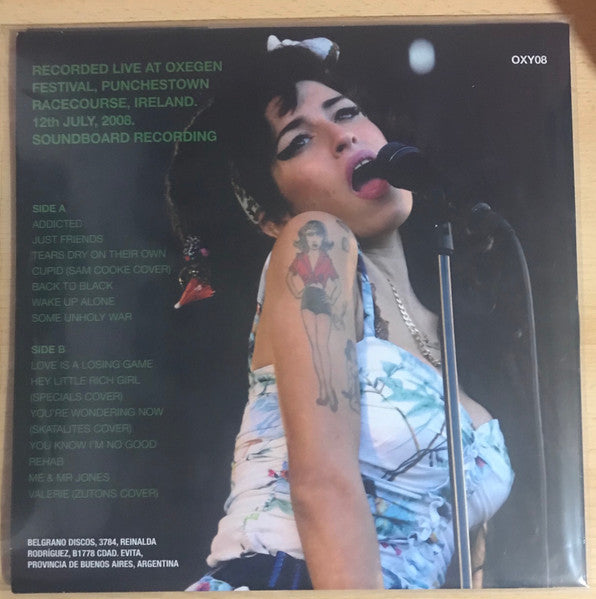 RECORDED LIVE AT OXEGEN
FESTIVAL, PUNCHESTOWN
RACECOURSE, IRELAND.
12th JULY, 2008.
SOUNDBOARD RECORDING
OXY08
SIDE A
ADDICTED
JUST FRIENDS
TEARS DRY ON THEIR OWN
CUPID (SAM COOKE COVER)
BACK TO BLACK
WAKE UP ALONE
SOME UNHOLY WAR
SIDE B
LOVE IS A LOSING GAME
HEY LITTLE RICH GIRL
(SPECIALS COVER)
YOU'RE WONDERING NOW
(SKATALITES COVER)
YOU KNOW I'M NO GOOD
REHAB
ME & MR JONES
VALERIE (ZUTONS COVER)
BELGRANO DISCOS, 3784, REINALDA
RODRÍGUEZ, B1778 CDAD. EVITA,
PROVINCIA DE BUENOS AIRES, ARGENTINA